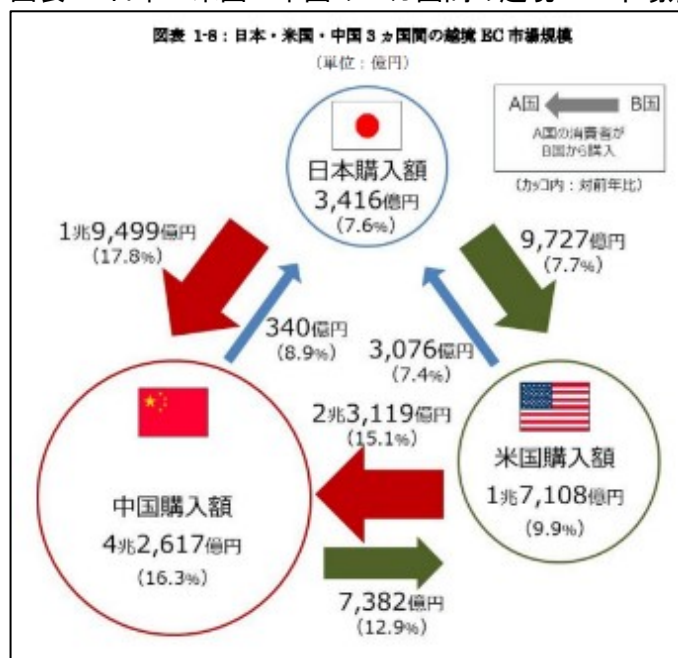 図表 1-8：日本・米国・中国 3 ヵ国間の越境 EC 市場規模
（単位：億円）
A国
B国
A国の消費者が
B国から購入
（カッコ内：対前年比）
日本購入額
3,416億円
(7.6%)
1兆9,499億円
(17.8%)
9,727億円
(7.7%)
340億円
(8.9%)
3,076億円
(7.4%)
2兆3,119億円
(15.1%)
中国購入額
4兆2,617億円
(16.3%)
米国購入額
1兆7,108億円
(9.9%)
7,382億円
(12.9%)